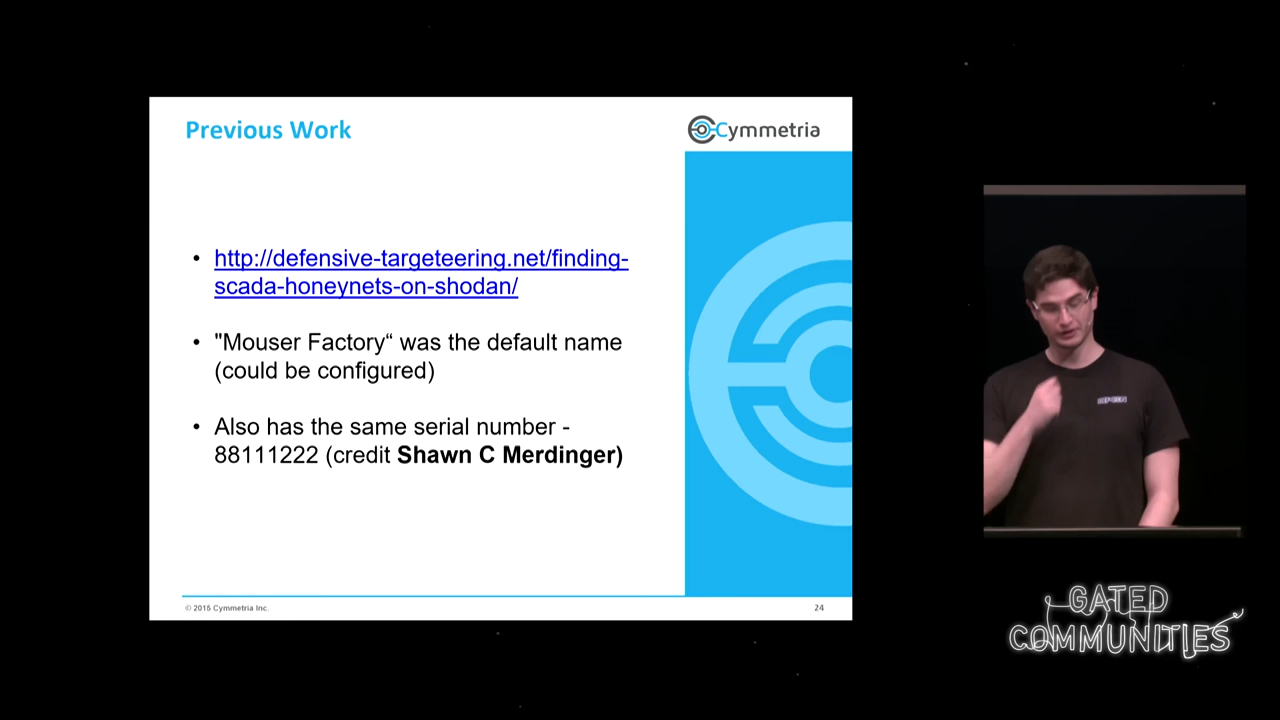 Previous Work
Cymmetria
• http://defensive-targeteering.net/finding-
scada-honeynets-on-shodan/
• "Mouser Factory“ was the default name
(could be configured)
• Also has the same serial number -
88111222 (credit Shawn C Merdinger)
© 2015 Cymmetria Inc.
24
GATED
COMMUNITIES